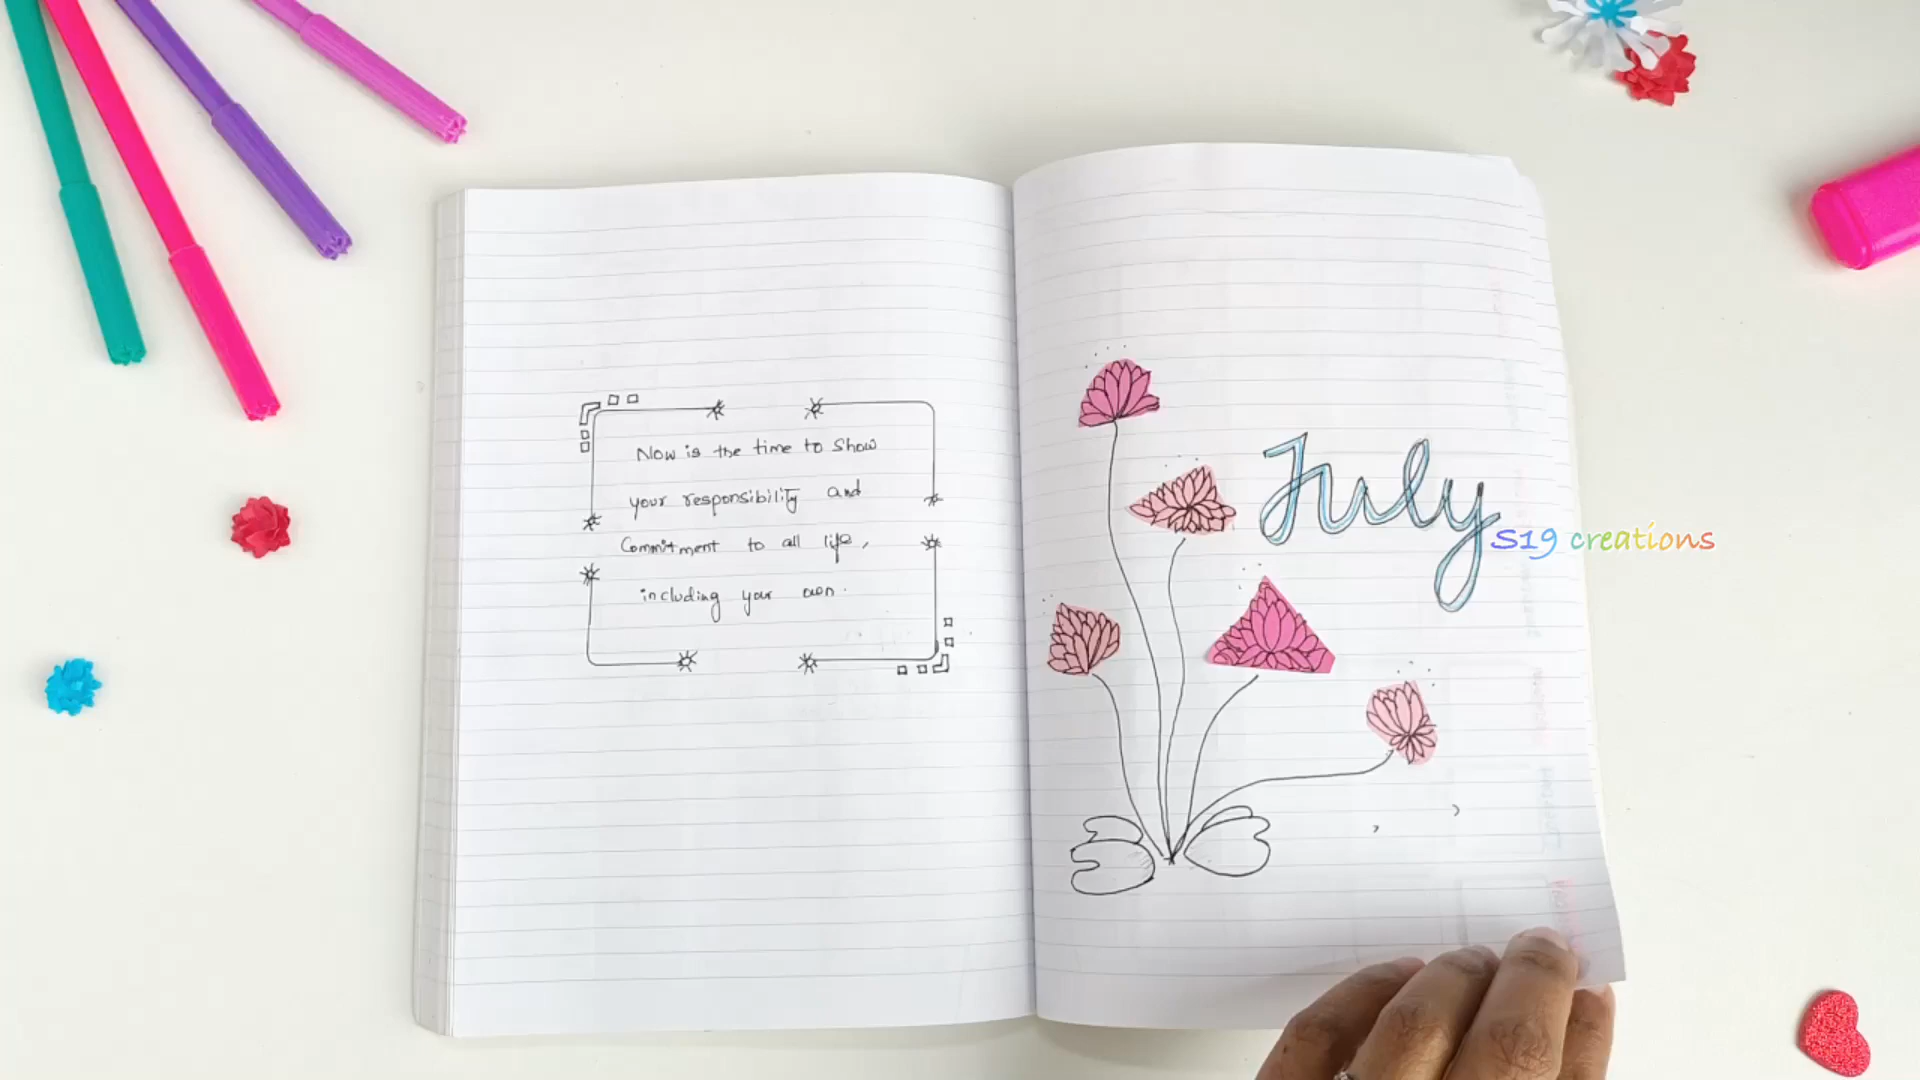 Now is the time to show
your responsibility and
Commitment to all life,
including your own.
July
S19 creations